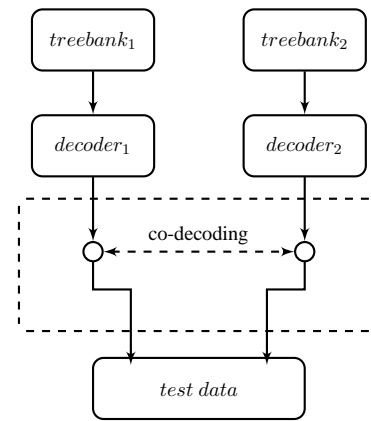 treebank₁ treebank₂
decoder₁ decoder₂
co-decoding
test data